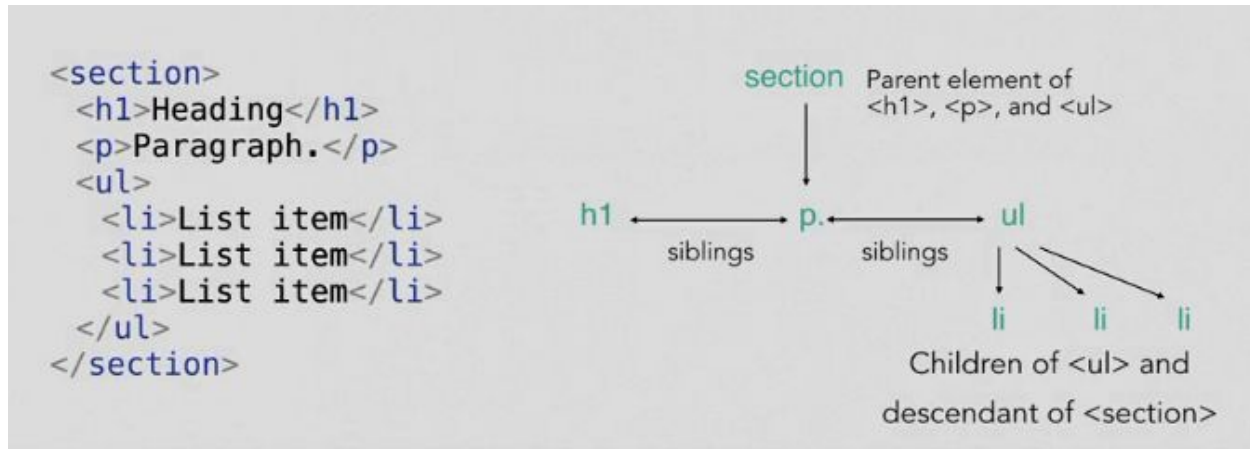 <section>
<h1>Heading</h1>
<p>Paragraph.</p>
<ul>
<li>List item</li>
<li>List item</li>
<li>List item</li>
</ul>
</section>
section
Parent element of
<h1>, <p>, and <ul>
h1
p.
ul
siblings
siblings
li
li
li
Children of <ul> and
descendant of <section>